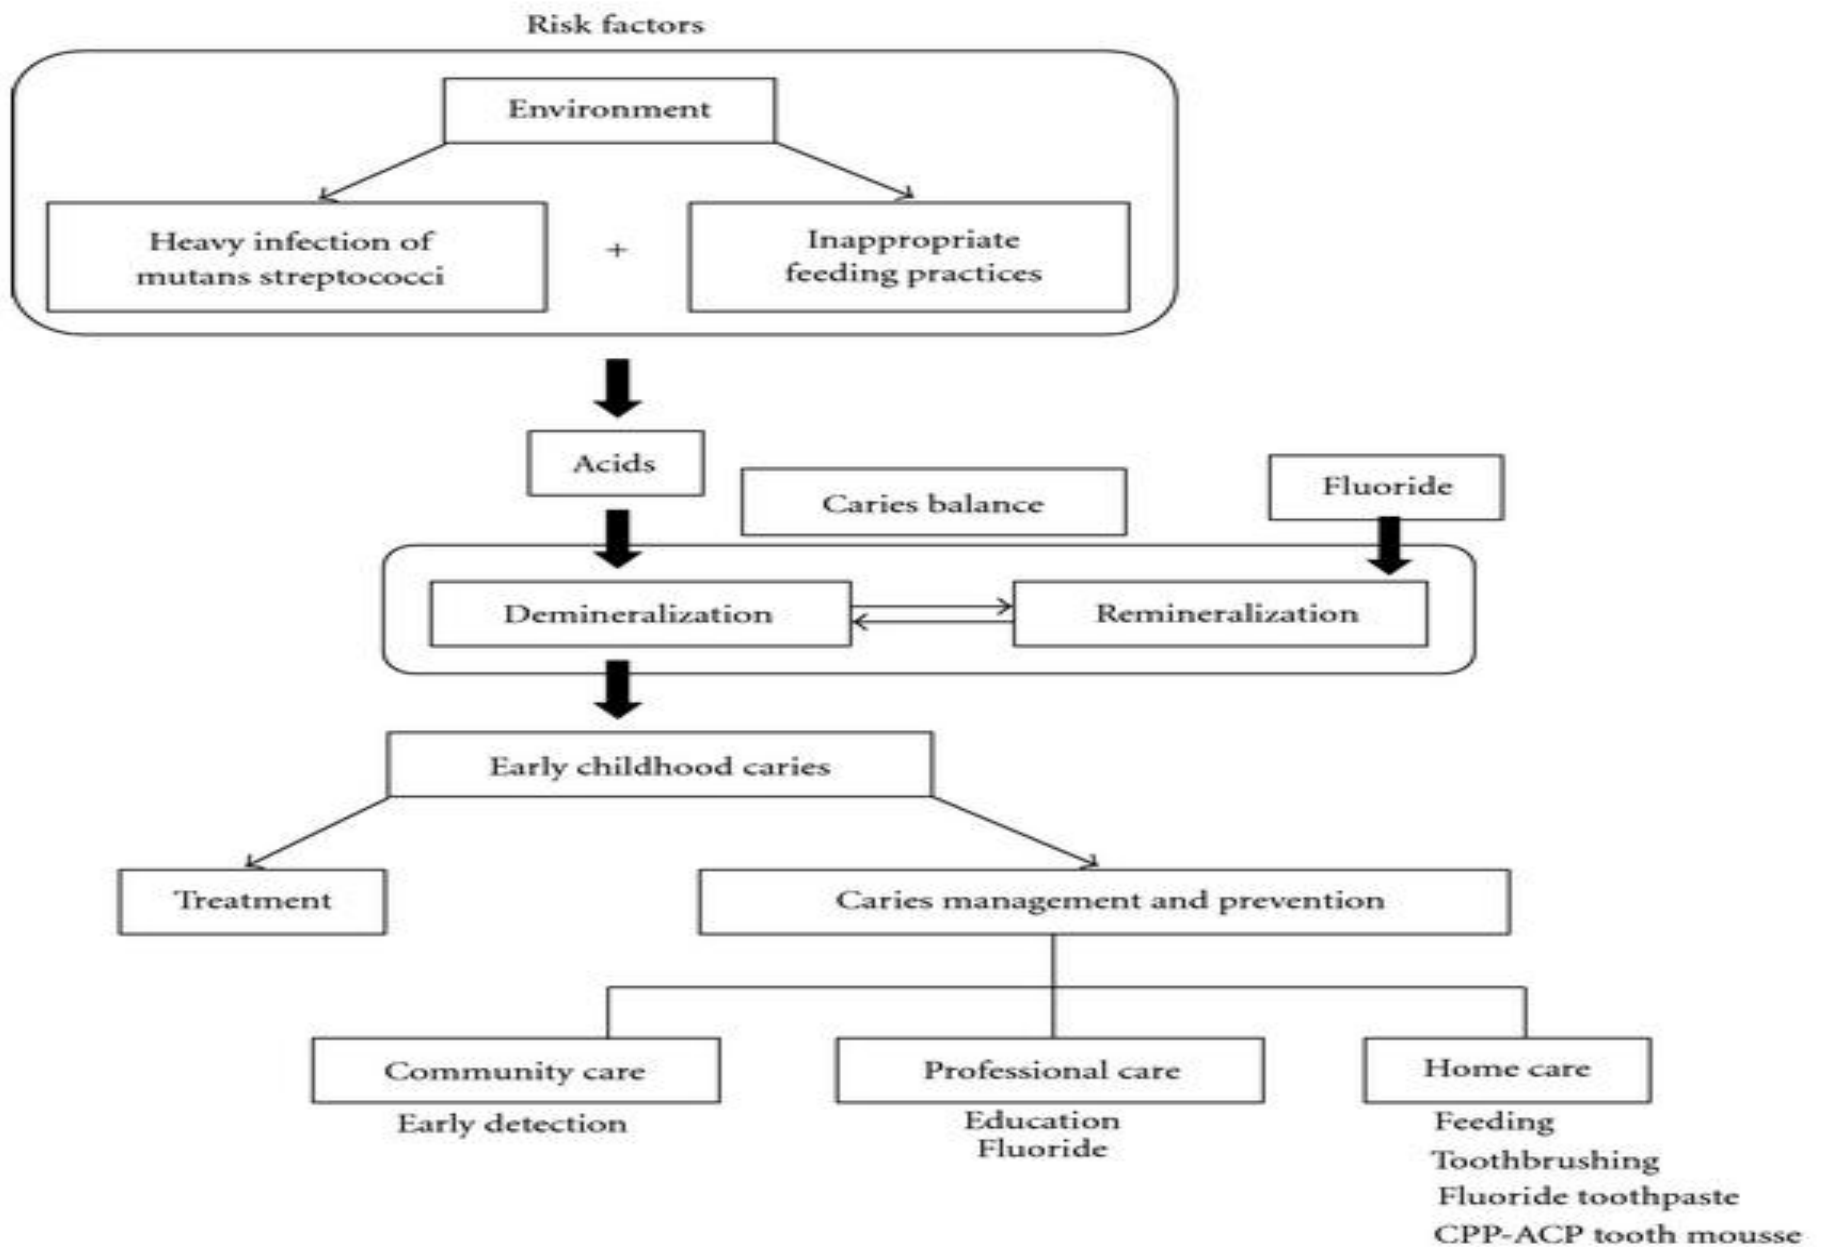 Risk factors
Environment
Heavy infection of
mutans streptococci
+
Inappropriate
feeding practices
Acids
Caries balance
Fluoride
Demineralization
Remineralization
Early childhood caries
Treatment
Caries management and prevention
Community care
Early detection
Professional care
Education
Fluoride
Home care
Feeding
Toothbrushing
Fluoride toothpaste
CPP-ACP tooth mousse